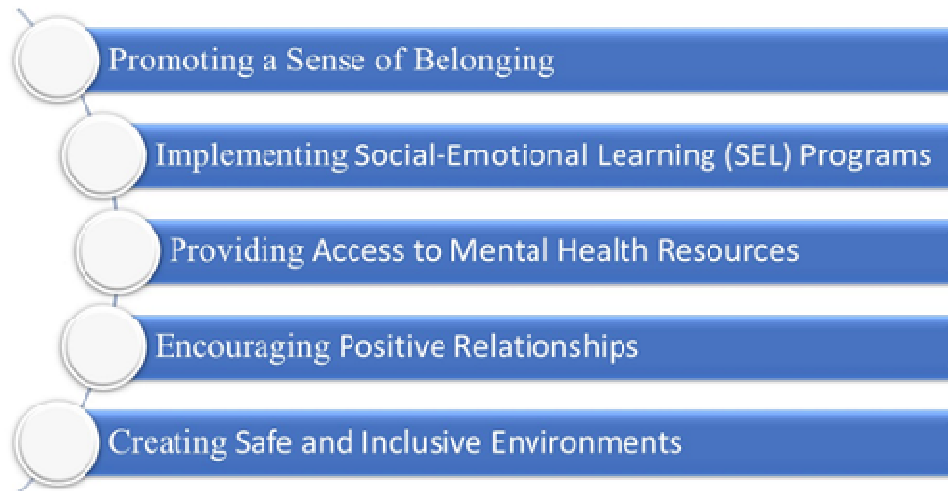 Promoting a Sense of Belonging
Implementing Social-Emotional Learning (SEL) Programs
Providing Access to Mental Health Resources
Encouraging Positive Relationships
Creating Safe and Inclusive Environments